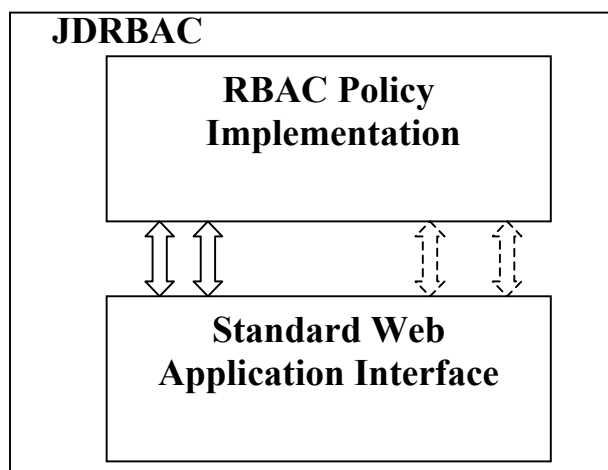 JDRBAC
RBAC Policy
Implementation
Standard Web
Application Interface